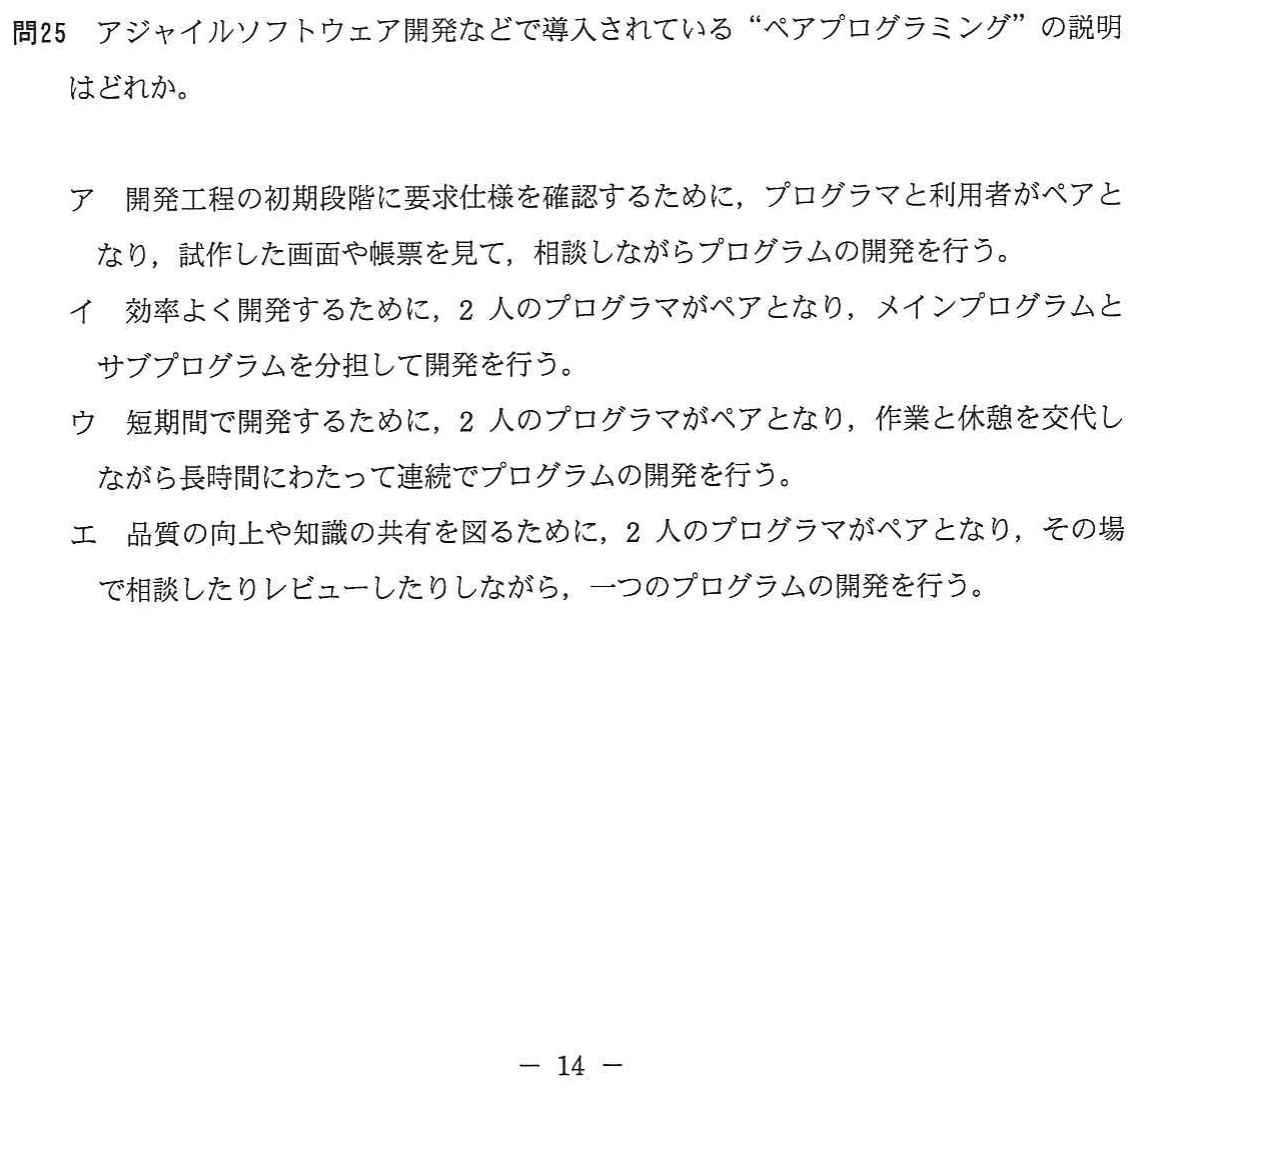 問25　アジャイルソフトウェア開発などで導入されている“ペアプログラミング”の説明
はどれか。
ア　開発工程の初期段階に要求仕様を確認するために，プログラマと利用者がペアと
なり，試作した画面や帳票を見て，相談しながらプログラムの開発を行う。
イ　効率よく開発するために，2 人のプログラマがペアとなり，メインプログラムと
サブプログラムを分担して開発を行う。
ウ　短期間で開発するために，2 人のプログラマがペアとなり，作業と休憩を交代し
ながら長時間にわたって連続でプログラムの開発を行う。
エ　品質の向上や知識の共有を図るために，2 人のプログラマがペアとなり，その場
で相談したりレビューしたりしながら，一つのプログラムの開発を行う。
－ 14 －